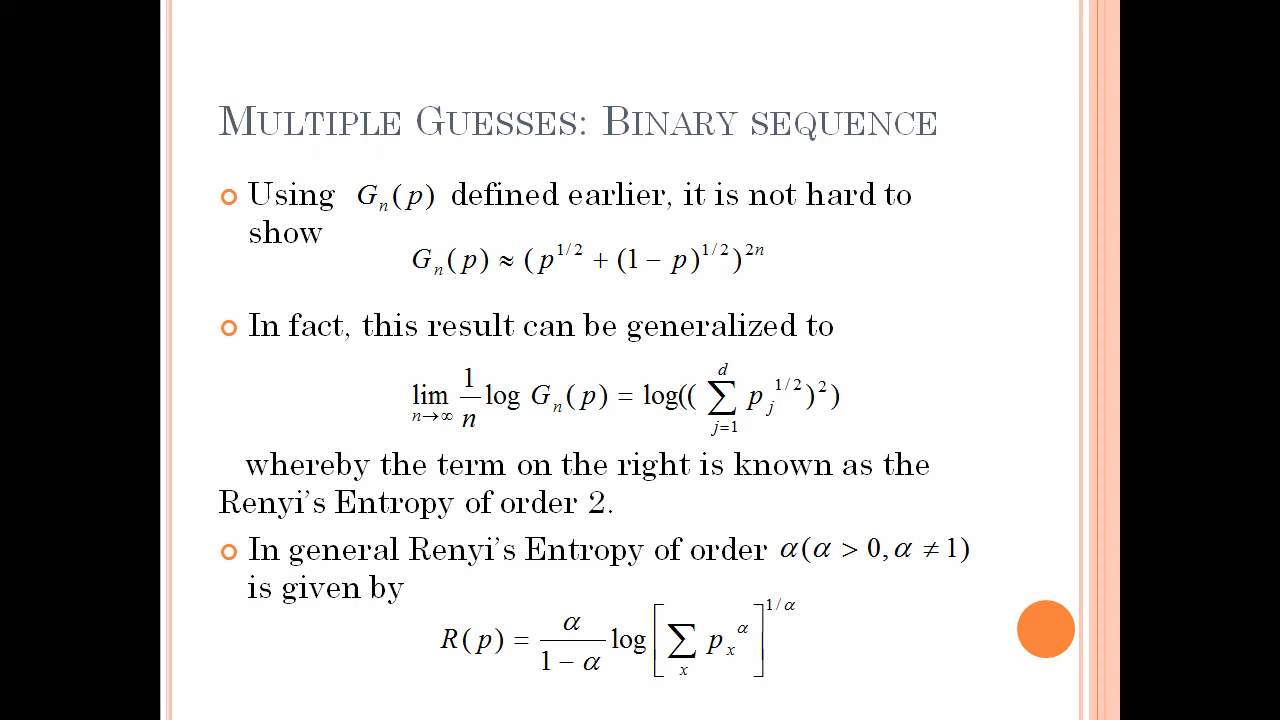 MULTIPLE GUESSES: BINARY SEQUENCE
Using Gₙ(p) defined earlier, it is not hard to
show
Gₙ(p) ≈ (p^{1/2} + (1 − p)^{1/2})^{2n}
In fact, this result can be generalized to
lim_{n→∞} 1/n log Gₙ(p) = log((∑_{j=1}^{d} p_j^{1/2})²)
whereby the term on the right is known as the
Renyi's Entropy of order 2.
In general Renyi's Entropy of order α(α > 0, α ≠ 1)
is given by
R(p) = α/(1 − α) log[∑_x p_x^α]^{1/α}